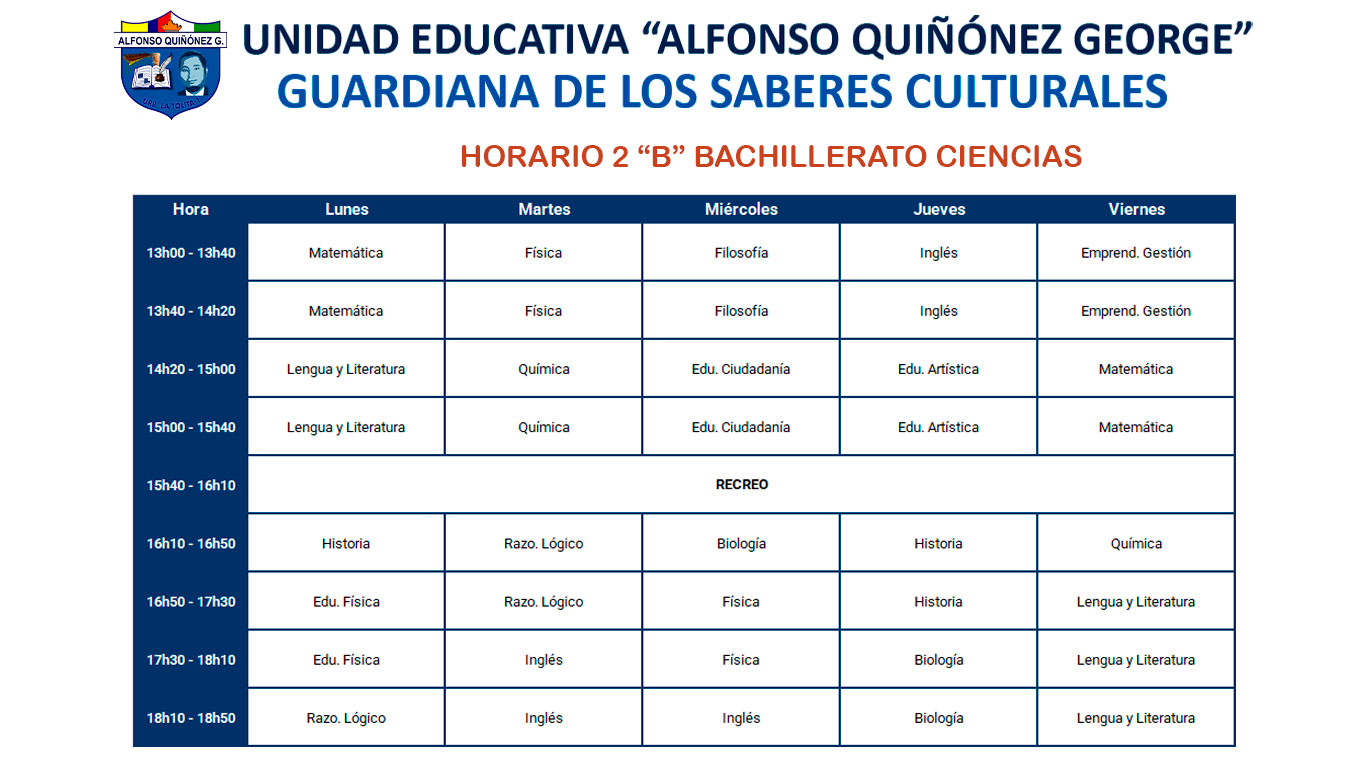 ALFONSO QUIÑÓNEZ G.
URB. LA TOLITA 1
UNIDAD EDUCATIVA “ALFONSO QUIÑÓNEZ GEORGE”
GUARDIANA DE LOS SABERES CULTURALES
HORARIO 2 “B” BACHILLERATO CIENCIAS
Hora Lunes Martes Miércoles Jueves Viernes
13h00 - 13h40 Matemática Física Filosofía Inglés Emprend. Gestión
13h40 - 14h20 Matemática Física Filosofía Inglés Emprend. Gestión
14h20 - 15h00 Lengua y Literatura Química Edu. Ciudadanía Edu. Artística Matemática
15h00 - 15h40 Lengua y Literatura Química Edu. Ciudadanía Edu. Artística Matemática
15h40 - 16h10 RECREO
16h10 - 16h50 Historia Razo. Lógico Biología Historia Química
16h50 - 17h30 Edu. Física Razo. Lógico Física Historia Lengua y Literatura
17h30 - 18h10 Edu. Física Inglés Física Biología Lengua y Literatura
18h10 - 18h50 Razo. Lógico Inglés Inglés Biología Lengua y Literatura